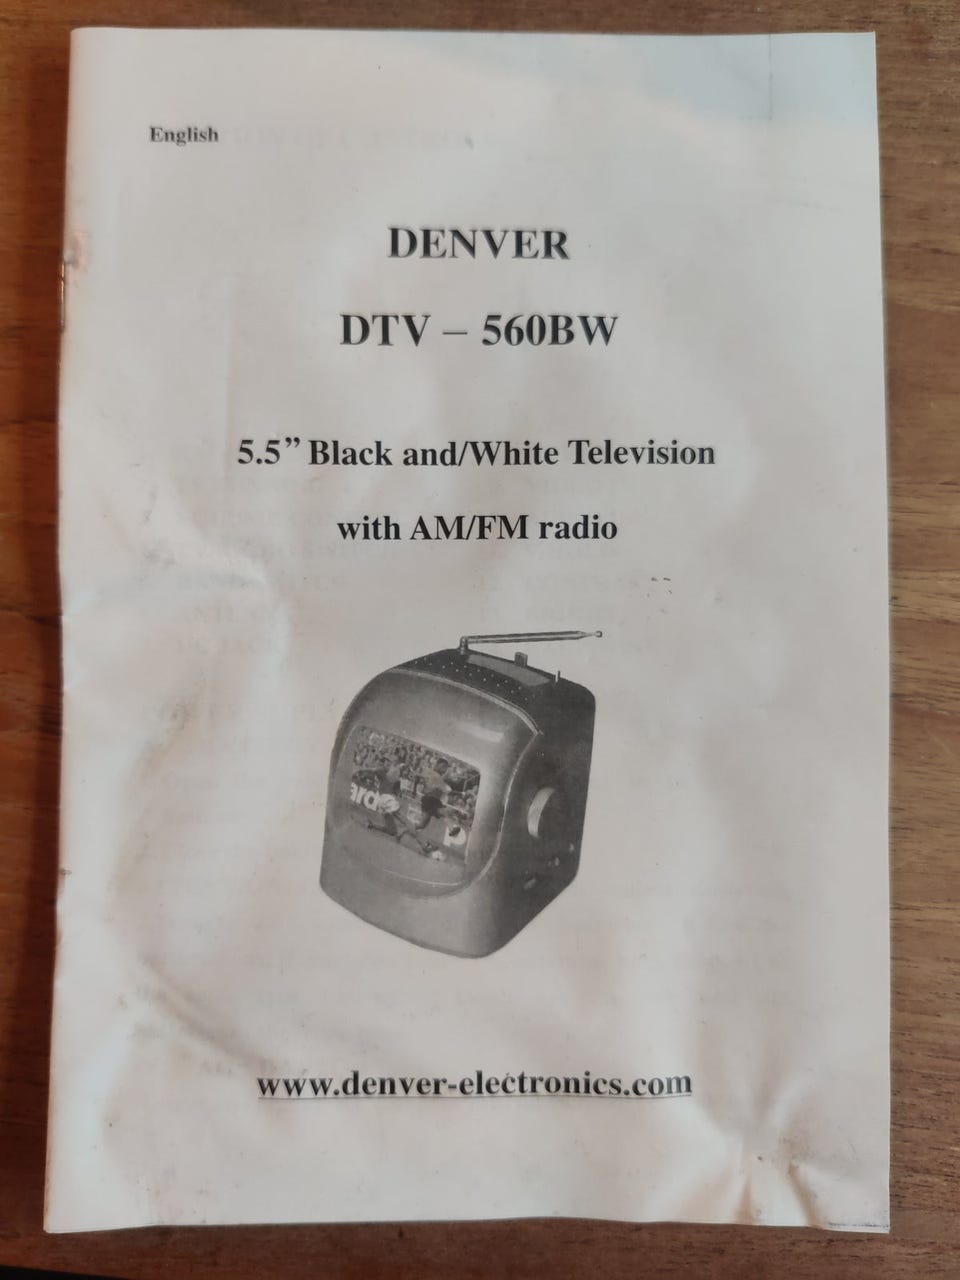 English
DENVER
DTV – 560BW
5.5” Black and/White Television
with AM/FM radio
www.denver-electronics.com